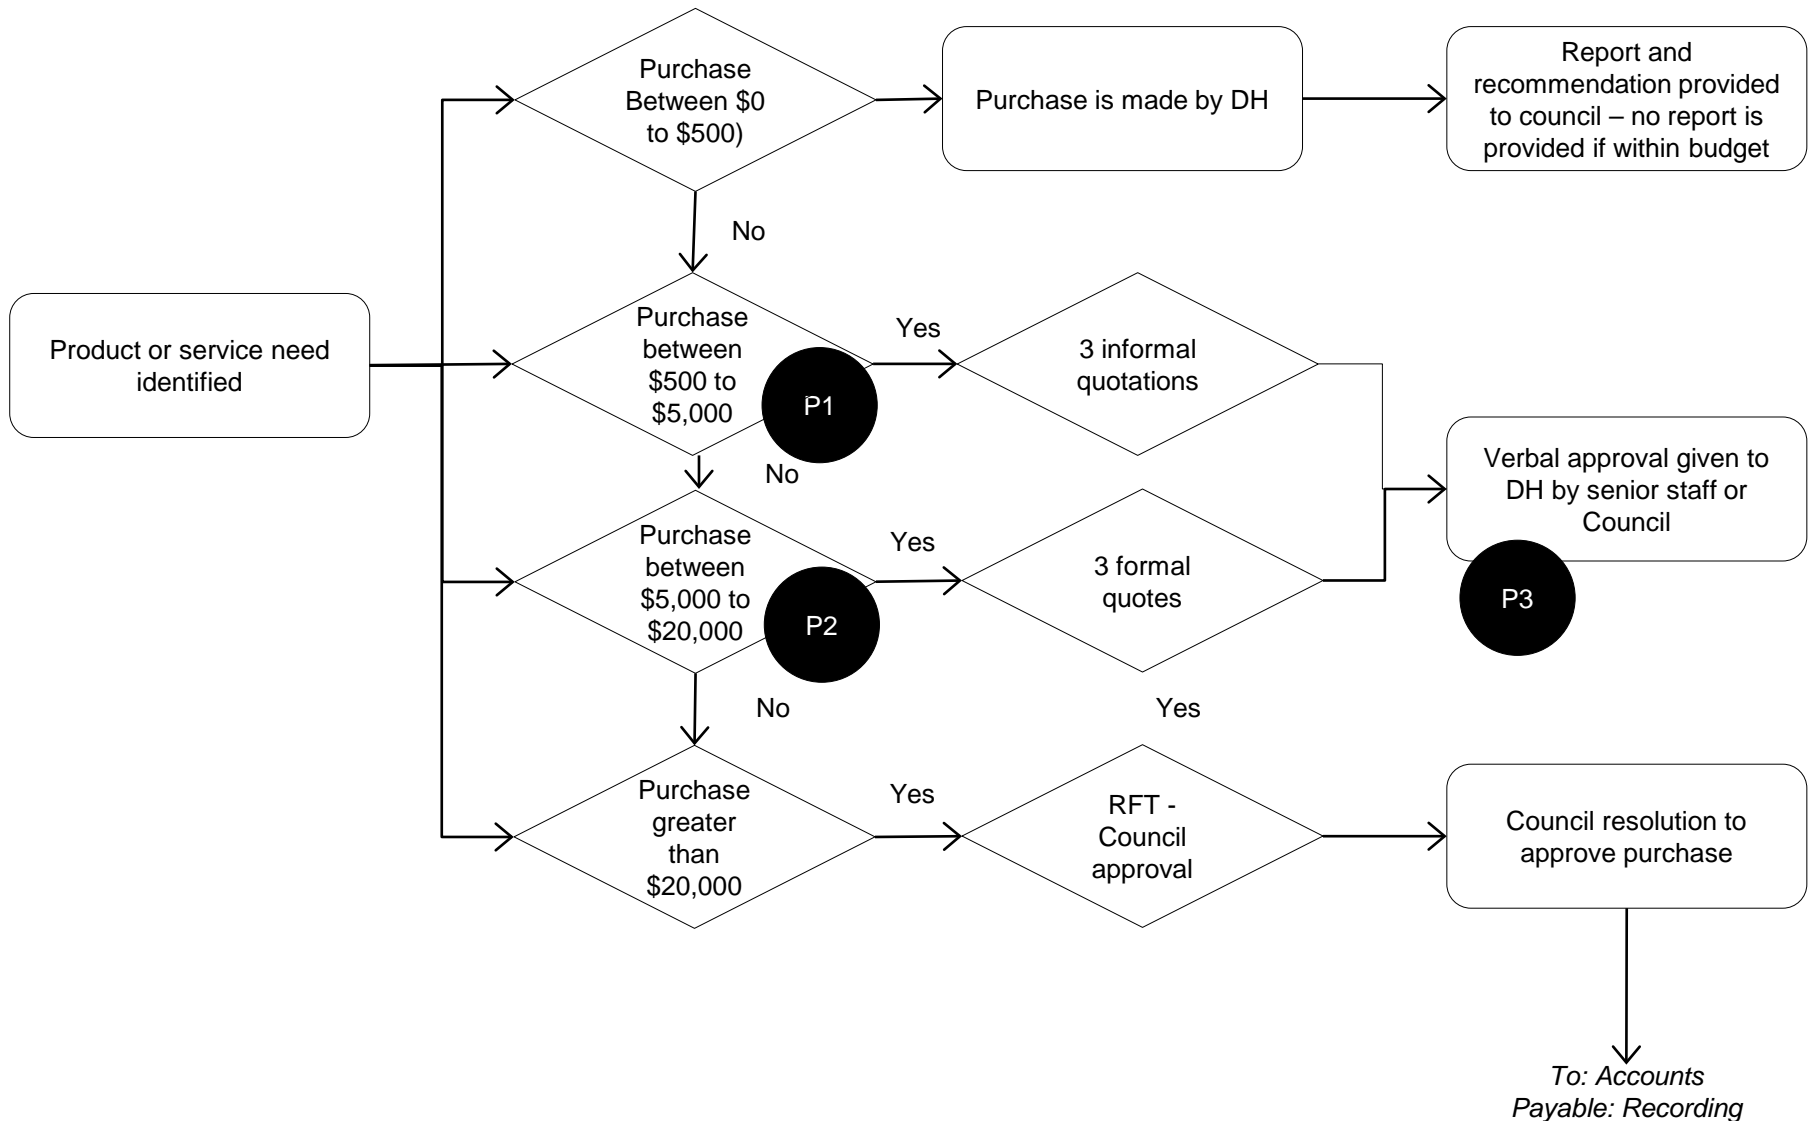 Purchase
Between $0
to $500)
Purchase is made by DH
Report and
recommendation provided
to council – no report is
provided if within budget
No
Product or service need
identified
Purchase
between
$500 to
$5,000
P1
Yes
3 informal
quotations
No
Verbal approval given to
DH by senior staff or
Council
P3
Purchase
between
$5,000 to
$20,000
P2
Yes
3 formal
quotes
No
Yes
Purchase
greater
than
$20,000
Yes
RFT -
Council
approval
Council resolution to
approve purchase
To: Accounts
Payable: Recording